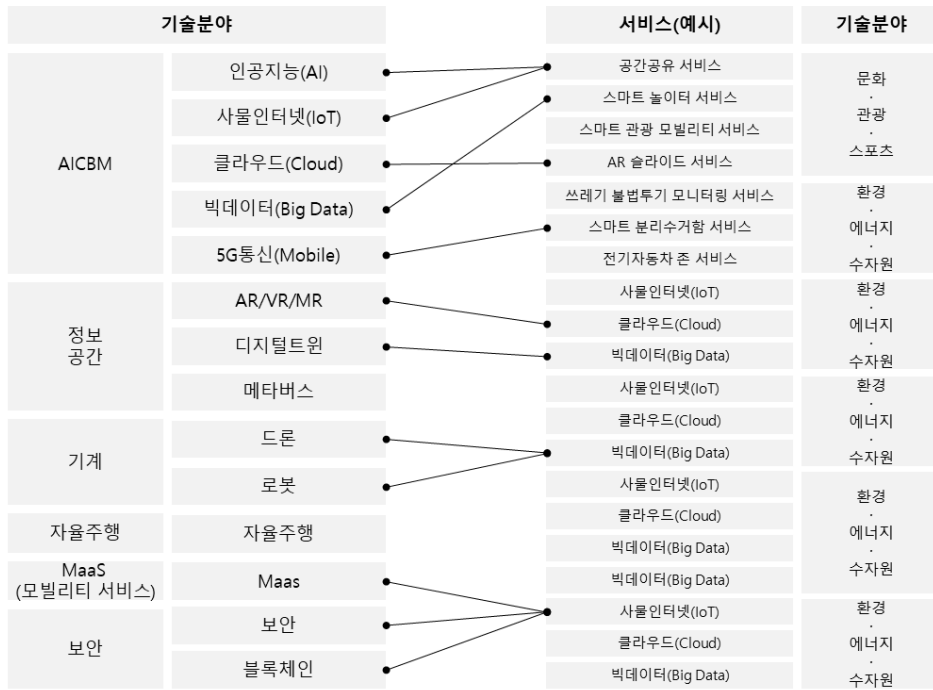 기술분야
서비스(예시)
기술분야
AICBM
인공지능(AI)
사물인터넷(IoT)
클라우드(Cloud)
빅데이터(Big Data)
5G통신(Mobile)
정보
공간
AR/VR/MR
디지털트윈
메타버스
기계
드론
로봇
자율주행
자율주행
MaaS
(모빌리티 서비스)
Maas
보안
보안
블록체인
공간공유 서비스
스마트 놀이터 서비스
스마트 관광 모빌리티 서비스
AR 슬라이드 서비스
쓰레기 불법투기 모니터링 서비스
스마트 분리수거함 서비스
전기자동차 존 서비스
사물인터넷(IoT)
클라우드(Cloud)
빅데이터(Big Data)
사물인터넷(IoT)
클라우드(Cloud)
빅데이터(Big Data)
사물인터넷(IoT)
클라우드(Cloud)
빅데이터(Big Data)
빅데이터(Big Data)
사물인터넷(IoT)
클라우드(Cloud)
빅데이터(Big Data)
문화
·
관광
·
스포츠
환경
·
에너지
·
수자원
환경
·
에너지
·
수자원
환경
·
에너지
·
수자원
환경
·
에너지
·
수자원
환경
·
에너지
·
수자원